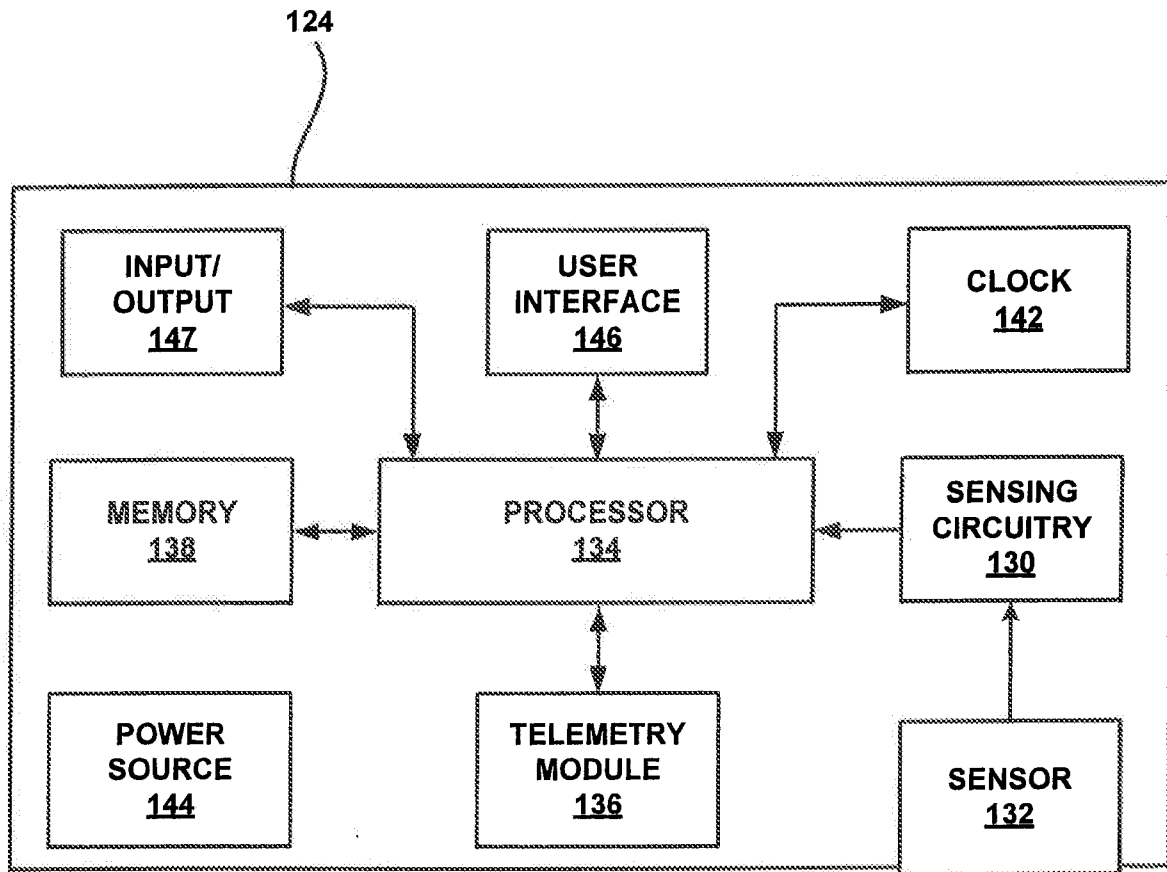 124
INPUT/
OUTPUT
147
USER
INTERFACE
146
CLOCK
142
MEMORY
138
PROCESSOR
134
SENSING
CIRCUITRY
130
POWER
SOURCE
144
TELEMETRY
MODULE
136
SENSOR
132